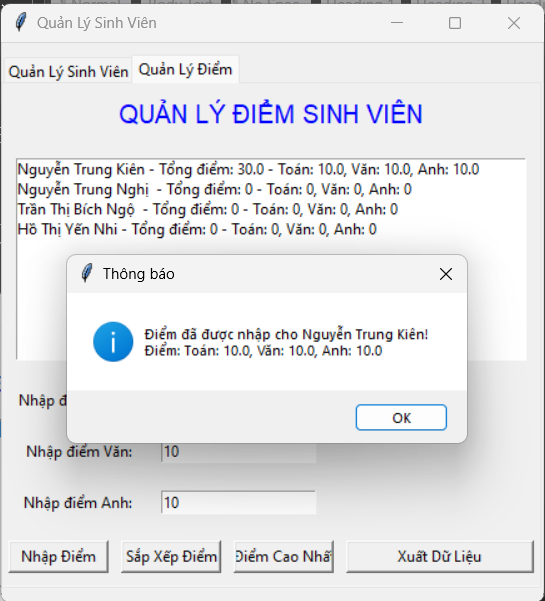 Quản Lý Sinh Viên
Quản Lý Sinh Viên Quản Lý Điểm
QUẢN LÝ ĐIỂM SINH VIÊN
Nguyễn Trung Kiên - Tổng điểm: 30.0 - Toán: 10.0, Văn: 10.0, Anh: 10.0
Nguyễn Trung Nghị - Tổng điểm: 0 - Toán: 0, Văn: 0, Anh: 0
Trần Thị Bích Ngộ - Tổng điểm: 0 - Toán: 0, Văn: 0, Anh: 0
Hồ Thị Yến Nhi - Tổng điểm: 0 - Toán: 0, Văn: 0, Anh: 0
Thông báo
Điểm đã được nhập cho Nguyễn Trung Kiên!
Điểm: Toán: 10.0, Văn: 10.0, Anh: 10.0
OK
Nhập đ
Nhập điểm Văn: 10
Nhập điểm Anh: 10
Nhập Điểm Sắp Xếp Điểm Điểm Cao Nhấ Xuất Dữ Liệu